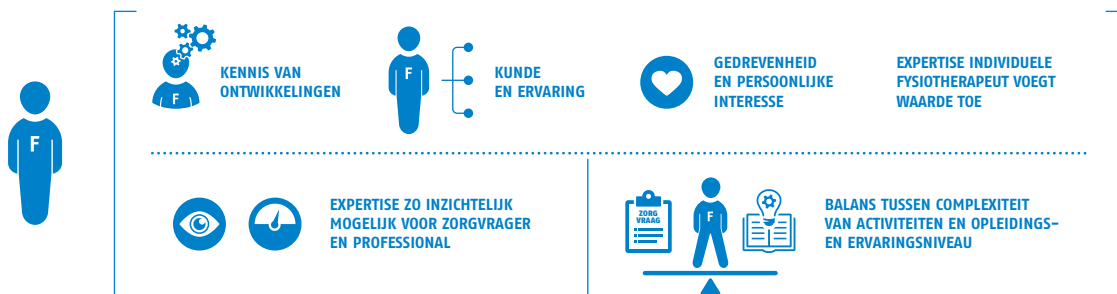 F
F
KENNIS VAN
ONTWIKKELINGEN
F
KUNDE
EN ERVARING
GEDREVENHEID
EN PERSOONLIJKE
INTERESSE
EXPERTISE INDIVIDUELE
FYSIOTHERAPEUT VOEGT
WAARDE TOE
EXPERTISE ZO INZICHTELIJK
MOGELIJK VOOR ZORGVRAGER
EN PROFESSIONAL
ZORG
VRAAG
F
BALANS TUSSEN COMPLEXITEIT
VAN ACTIVITEITEN EN OPLEIDINGS-
EN ERVARINGSNIVEAU